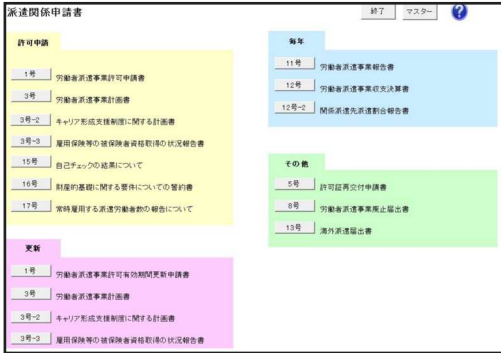 派遣関係申請書
終了 マスター ?
許可申請
1号 労働者派遣事業許可申請書
3号 労働者派遣事業計画書
3号-2 キャリア形成支援制度に関する計画書
3号-3 雇用保険等の被保険者資格取得の状況報告書
15号 自己チェックの結果について
16号 財産的基礎に関する要件についての誓約書
17号 常時雇用する派遣労働者数の報告について
更新
1号 労働者派遣事業許可有効期間更新申請書
3号 労働者派遣事業計画書
3号-2 キャリア形成支援制度に関する計画書
3号-3 雇用保険等の被保険者資格取得の状況報告書
毎年
11号 労働者派遣事業報告書
12号 労働者派遣事業収支決算書
12号-2 関係派遣先派遣割合報告書
その他
5号 許可証再交付申請書
8号 労働者派遣事業廃止届出書
13号 海外派遣届出書